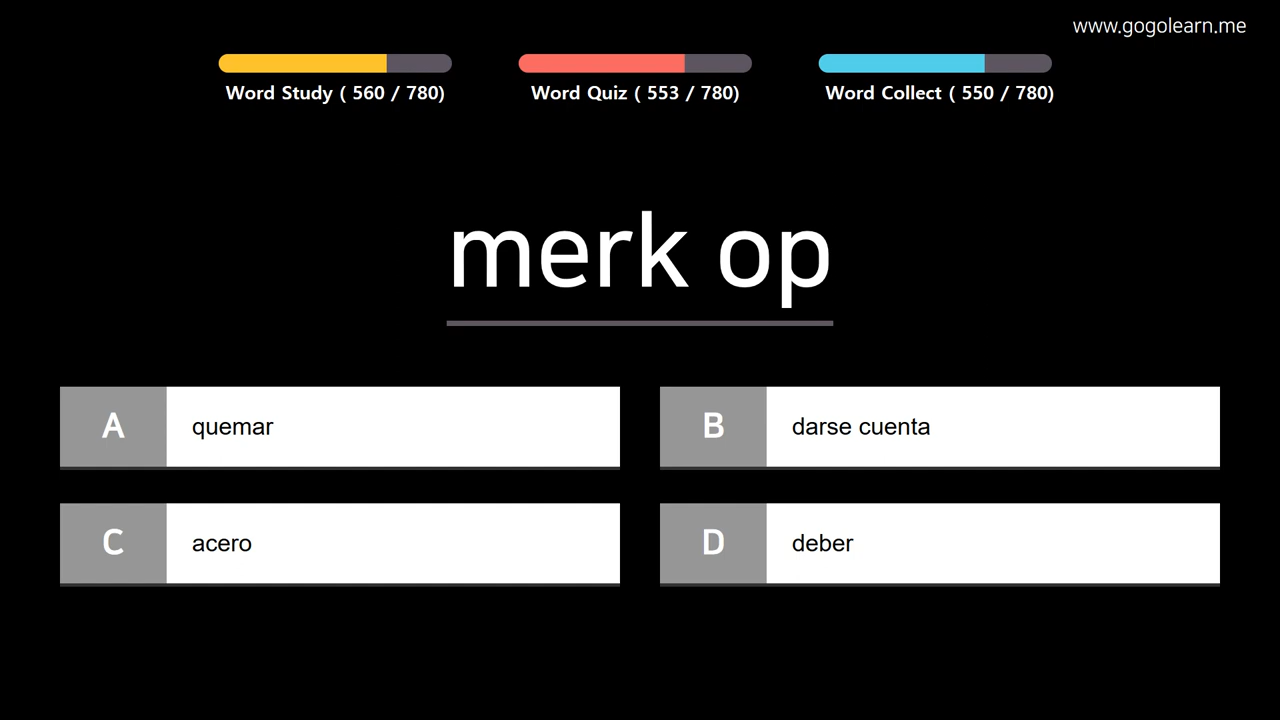 www.gogolearn.me
Word Study ( 560 / 780)
Word Quiz ( 553 / 780)
Word Collect ( 550 / 780)
merk op
A quemar
B darse cuenta
C acero
D deber